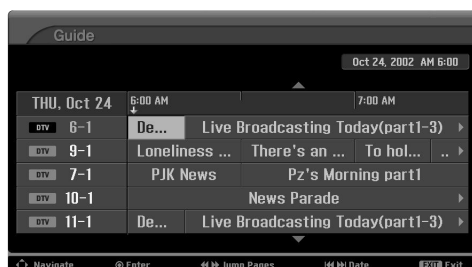 Guide
Oct 24, 2002 AM 6:00
THU, Oct 24 6:00 AM 7:00 AM
DTV 6-1 De... Live Broadcasting Today(part1-3)
DTV 9-1 Loneliness ... There's an ... To hol... ..
DTV 7-1 PJK News Pz's Morning part1
DTV 10-1 News Parade
DTV 11-1 De... Live Broadcasting Today(part1-3)
Navigate Enter Jump Pages Date EXIT Exit